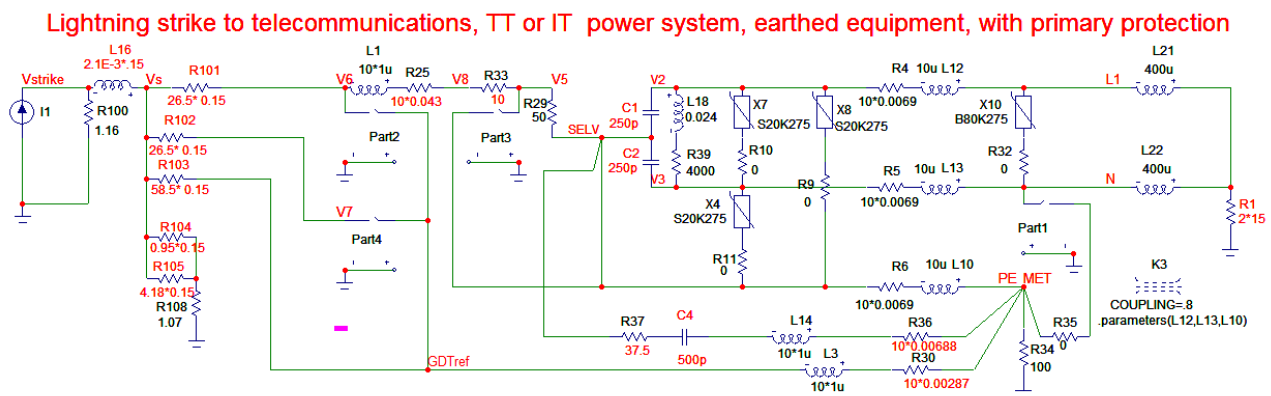 Lightning strike to telecommunications, TT or IT power system, earthed equipment, with primary protection
L16
2.1E-3*.15
Vstrike
Vs
R101
26.5* 0.15
I1
R100
1.16
R102
26.5* 0.15
R103
58.5* 0.15
R104
0.95*0.15
R105
4.18*0.15
R108
1.07
L1
10*1u
V6
R25
10*0.043
V8
R33
10
V5
R29
50
Part2
Part3
V7
Part4
GDTref
SELV
V2
C1
250p
C2
250p
V3
L18
0.024
R39
4000
X7
S20K275
R10
0
X4
S20K275
R11
0
X8
S20K275
R9
0
R4
10u L12
10*0.0069
R5
10u L13
10*0.0069
R6
10u L10
10*0.0069
X10
B80K275
R32
0
L1
L21
400u
N
L22
400u
R1
2*15
Part1
PE_MET
K3
COUPLING=.8
.parameters(L12,L13,L10)
R37
37.5
C4
500p
L14
10*1u
R36
10*0.00688
L3
10*1u
R30
10*0.00287
R35
0
R34
100